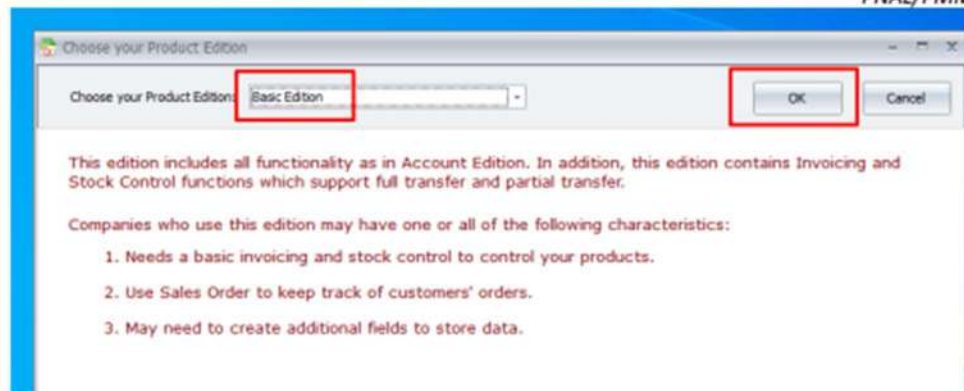 Choose your Product Edition
Choose your Product Edition: Basic Edition OK Cancel
This edition includes all functionality as in Account Edition. In addition, this edition contains Invoicing and
Stock Control functions which support full transfer and partial transfer.
Companies who use this edition may have one or all of the following characteristics:
1. Needs a basic invoicing and stock control to control your products.
2. Use Sales Order to keep track of customers' orders.
3. May need to create additional fields to store data.